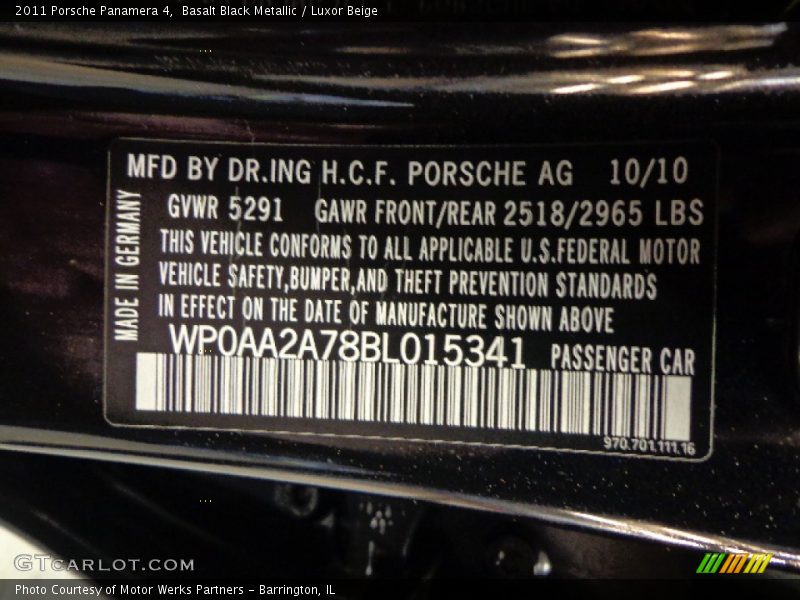 2011 Porsche Panamera 4,  Basalt Black Metallic / Luxor Beige
MFD BY DR.ING H.C.F. PORSCHE AG 10/10
GVWR 5291 GAWR FRONT/REAR 2518/2965 LBS
THIS VEHICLE CONFORMS TO ALL APPLICABLE U.S.FEDERAL MOTOR
VEHICLE SAFETY,BUMPER,AND THEFT PREVENTION STANDARDS
IN EFFECT ON THE DATE OF MANUFACTURE SHOWN ABOVE
MADE IN GERMANY
WP0AA2A78BL015341 PASSENGER CAR
970.701.111.16
GTCARLOT.COM
Photo Courtesy of Motor Werks Partners - Barrington, IL